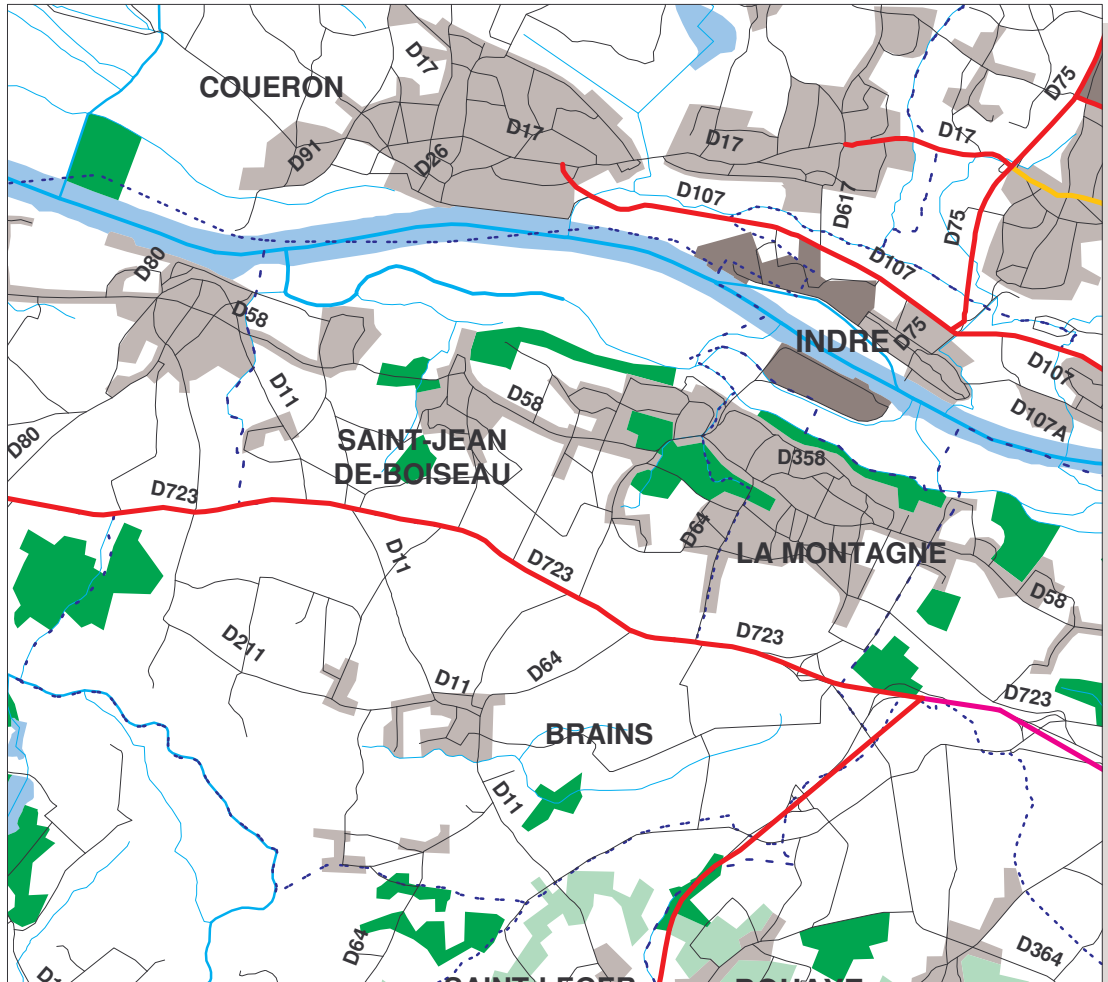 D17
D75
COUERON
D17
D17
D17
D91
D26
D107
D617
D75
D107
D80
D58
INDRE
D75
D107
D11
D58
D107A
D80
SAINT-JEAN
DE-BOISEAU
D358
D723
D64
LA MONTAGNE
D11
D723
D58
D723
D211
D64
D11
D723
BRAINS
D11
D64
D364